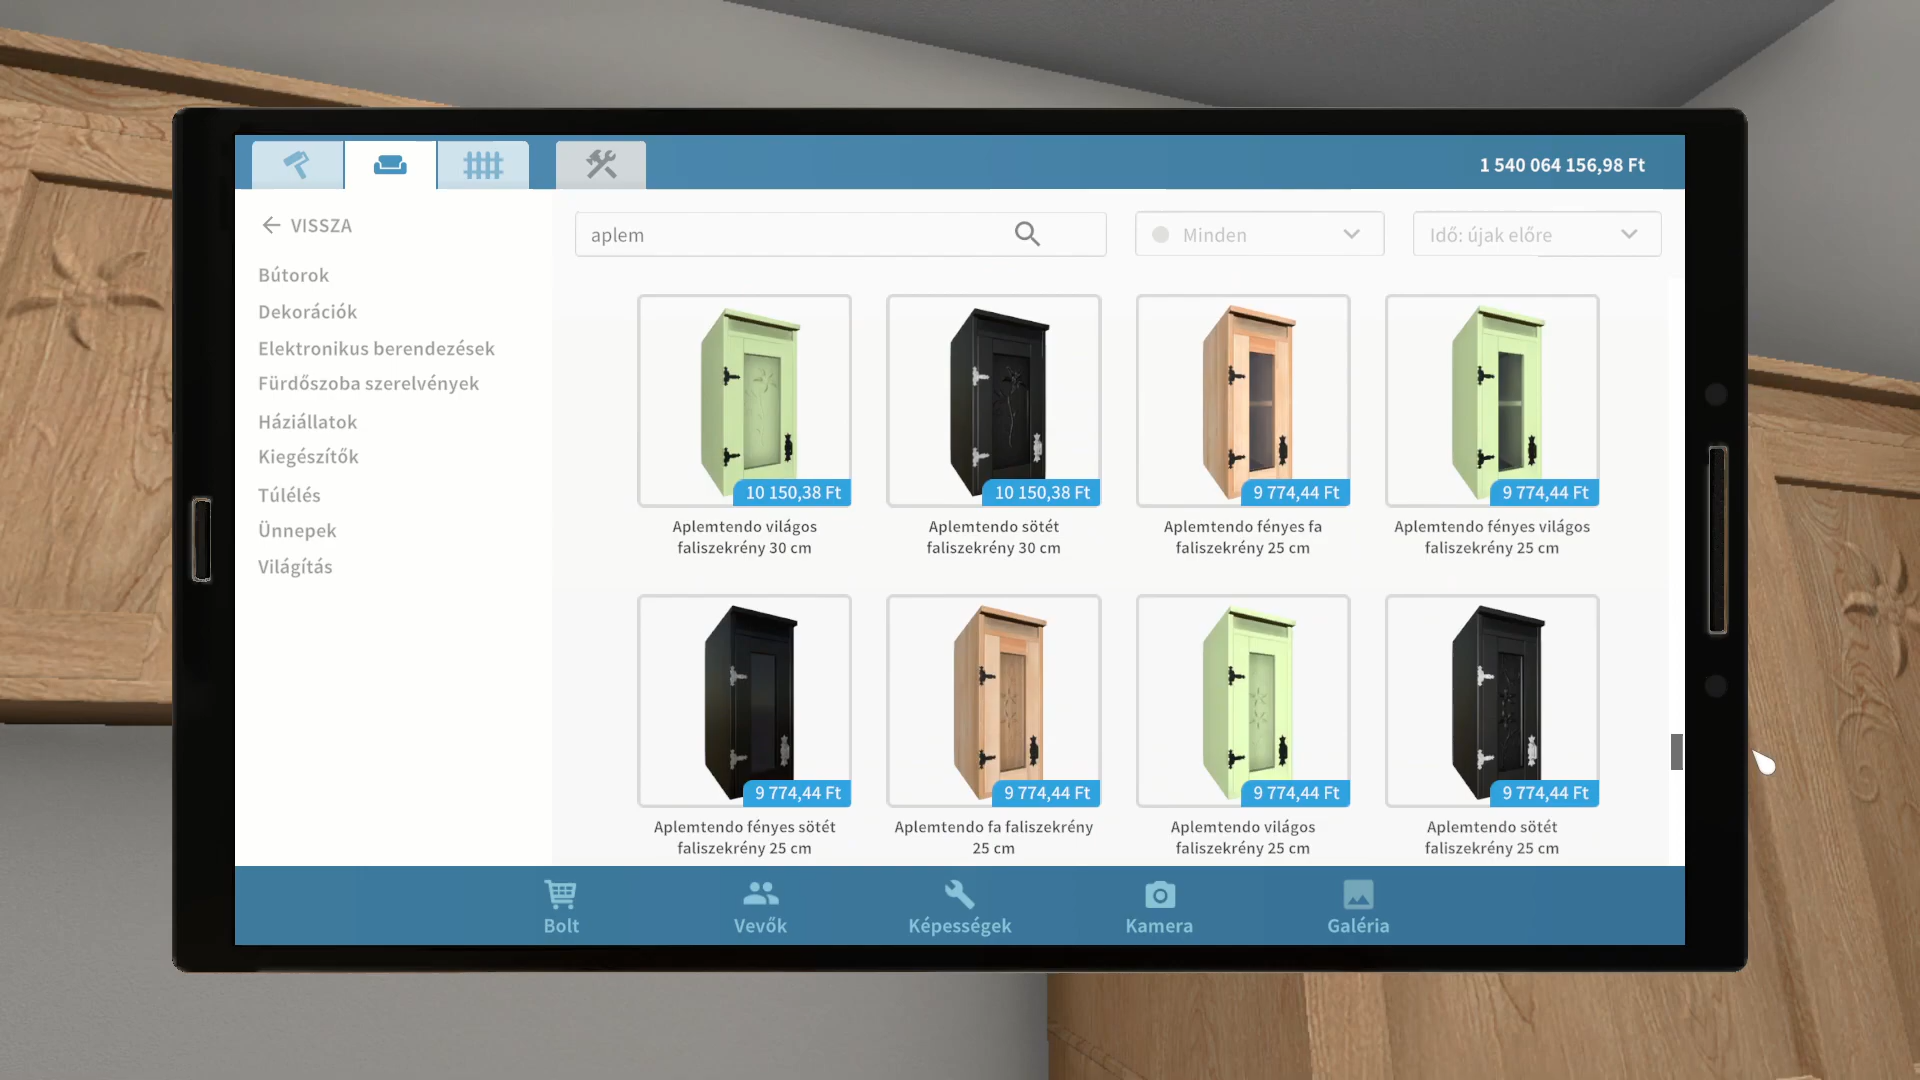 1 540 064 156,98 Ft
VISSZA
Bútorok
Dekorációk
Elektronikus berendezések
Fürdőszoba szerelvények
Háziállatok
Kiegészítők
Túlélés
Ünnepek
Világítás
aplem
Minden
Idő: újak előre
10 150,38 Ft
10 150,38 Ft
9 774,44 Ft
9 774,44 Ft
Aplemtendo világos
faliszekrény 30 cm
Aplemtendo sötét
faliszekrény 30 cm
Aplemtendo fényes fa
faliszekrény 25 cm
Aplemtendo fényes világos
faliszekrény 25 cm
9 774,44 Ft
9 774,44 Ft
9 774,44 Ft
9 774,44 Ft
Aplemtendo fényes sötét
faliszekrény 25 cm
Aplemtendo fa faliszekrény
25 cm
Aplemtendo világos
faliszekrény 25 cm
Aplemtendo sötét
faliszekrény 25 cm
Bolt
Vevők
Képességek
Kamera
Galéria